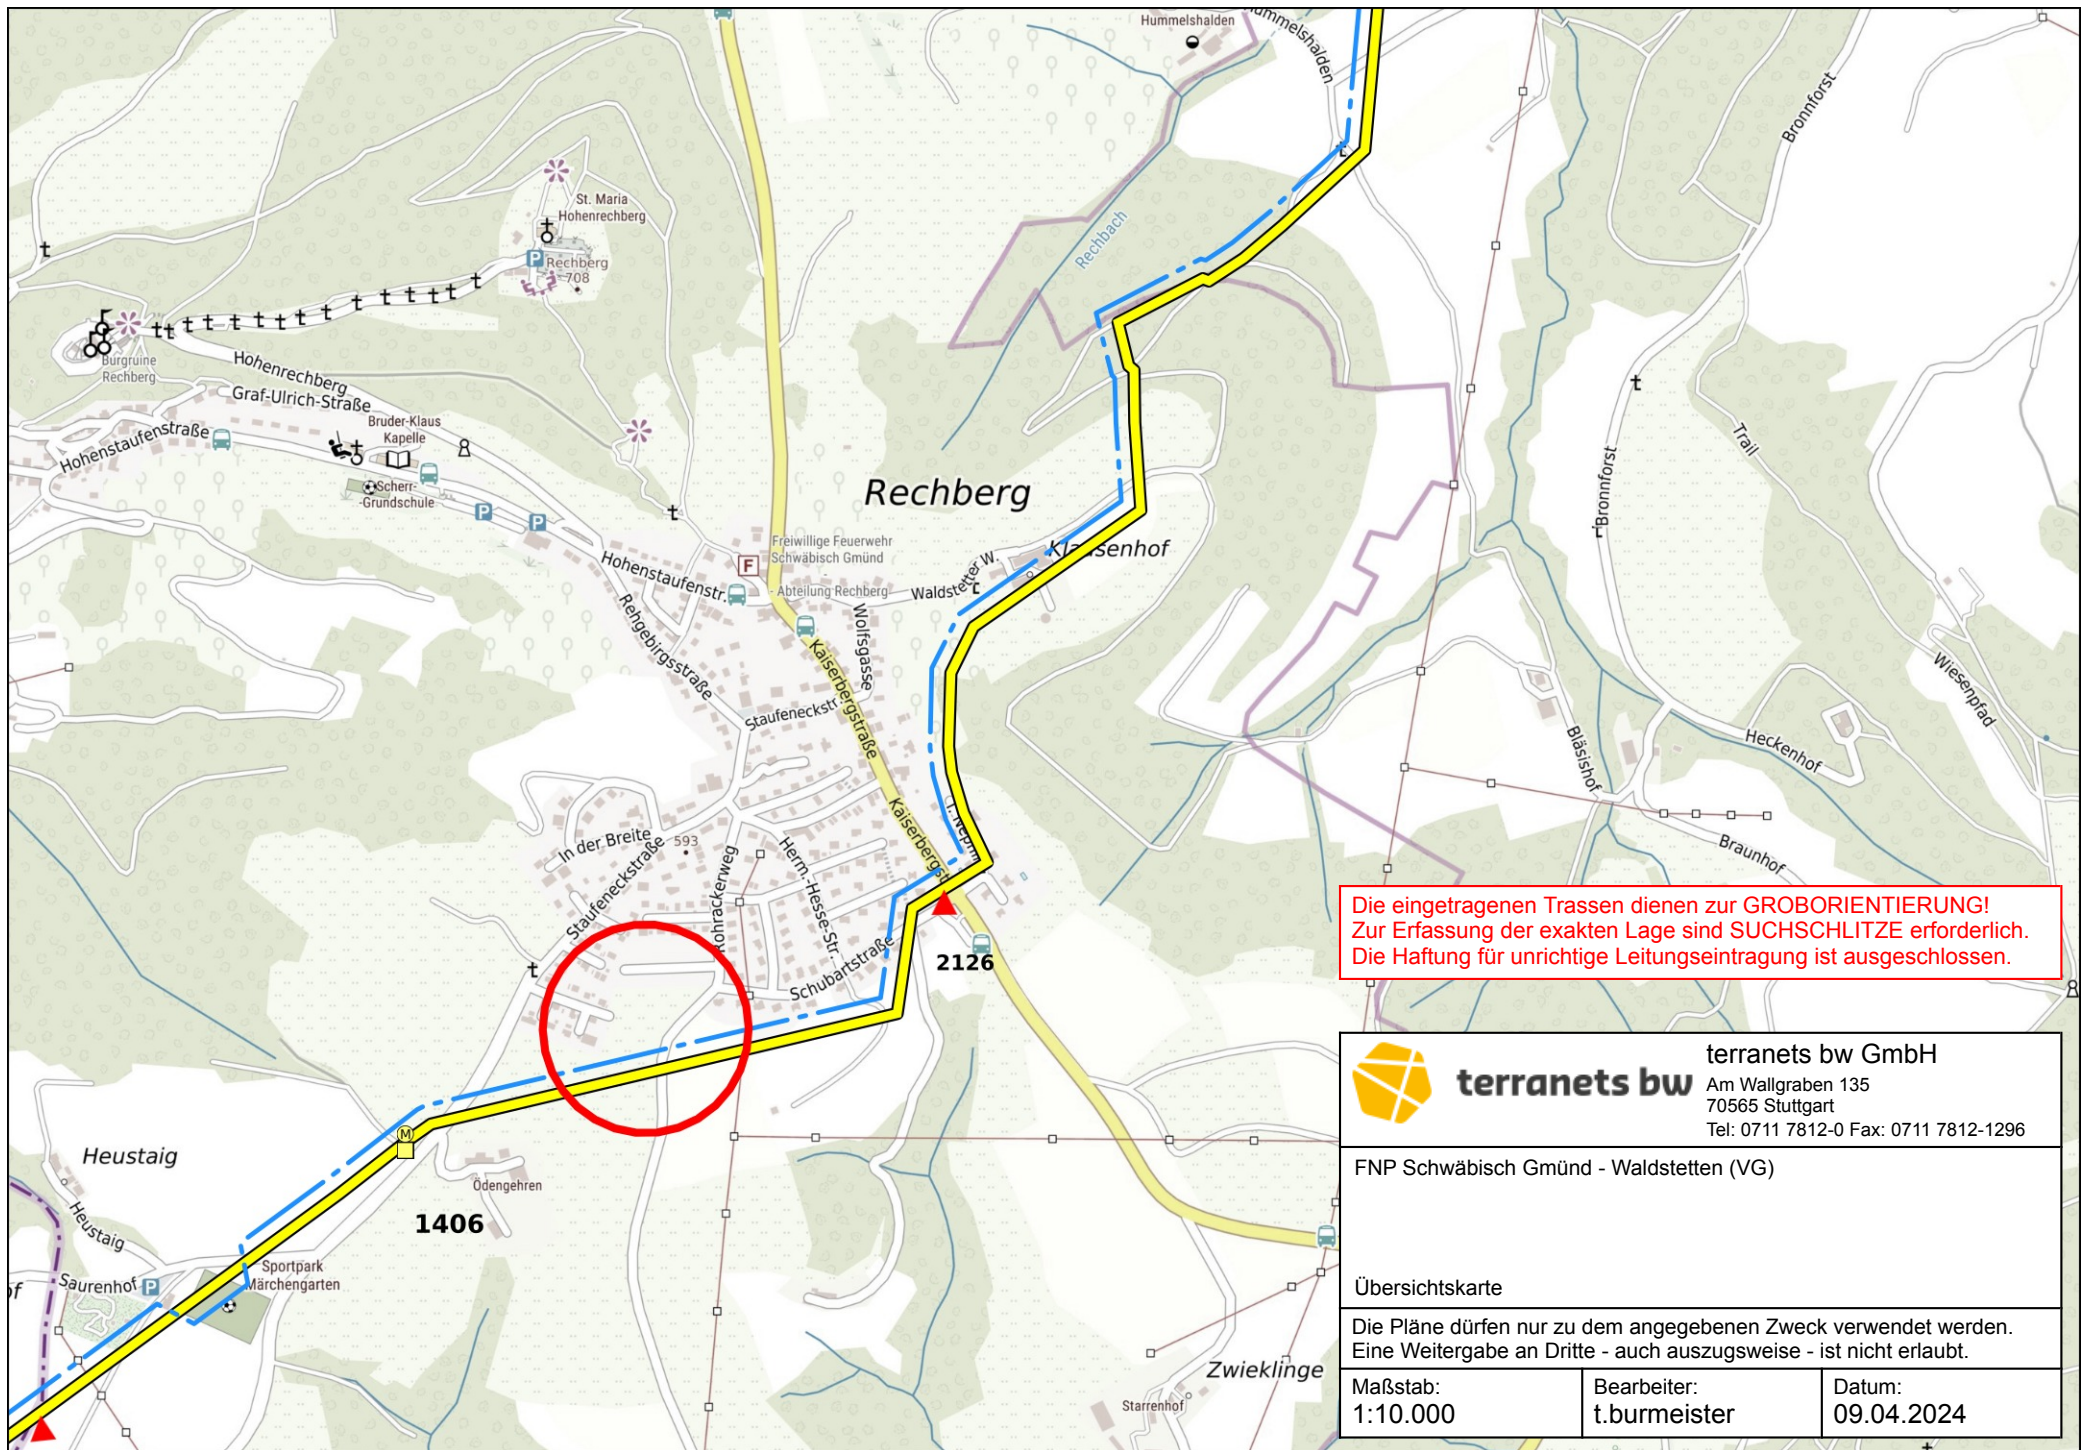 Hummelshalden
Hummelshalden
Bronnforst
St. Maria
Hohenrechberg
Rechbach
P
Rechberg
708
Burgruine
Rechberg
Hohenrechberg
Graf-Ulrich-Straße
Bruder-Klaus
Kapelle
Hohenstaufenstraße
Trail
Scherr-
-Grundschule
P
P
Rechberg
Bronnforst
Freiwillige Feuerwehr
Schwäbisch Gmünd
- Abteilung Rechberg
F
Klausenhof
Hohenstaufenstr.
Waldstetter W.
Rehgebirgsstraße
Wolfsgasse
Kaiserbergstraße
Staufeneckstr.
Wiesenpfad
Bläsishof
Heckenhof
Kaiserbergst
In der Breite
593
Staufeneckstraße
Rohrackerweg
Herm.-Hesse-Str.
Braunhof
Schubartstraße
2126
Die eingetragenen Trassen dienen zur GROBORIENTIERUNG!
Zur Erfassung der exakten Lage sind SUCHSCHLITZE erforderlich.
Die Haftung für unrichtige Leitungseintragung ist ausgeschlossen.
terranets bw
terranets bw GmbH
Am Wallgraben 135
70565 Stuttgart
Tel: 0711 7812-0 Fax: 0711 7812-1296
M
Heustaig
Ödengehren
1406
Heustaig
Saurenhof
P
Sportpark
Märchengarten
of
FNP Schwäbisch Gmünd - Waldstetten (VG)
Übersichtskarte
Zwieklinge
Starrenhof
Die Pläne dürfen nur zu dem angegebenen Zweck verwendet werden.
Eine Weitergabe an Dritte - auch auszugsweise - ist nicht erlaubt.
Maßstab:
1:10.000
Bearbeiter:
t.burmeister
Datum:
09.04.2024